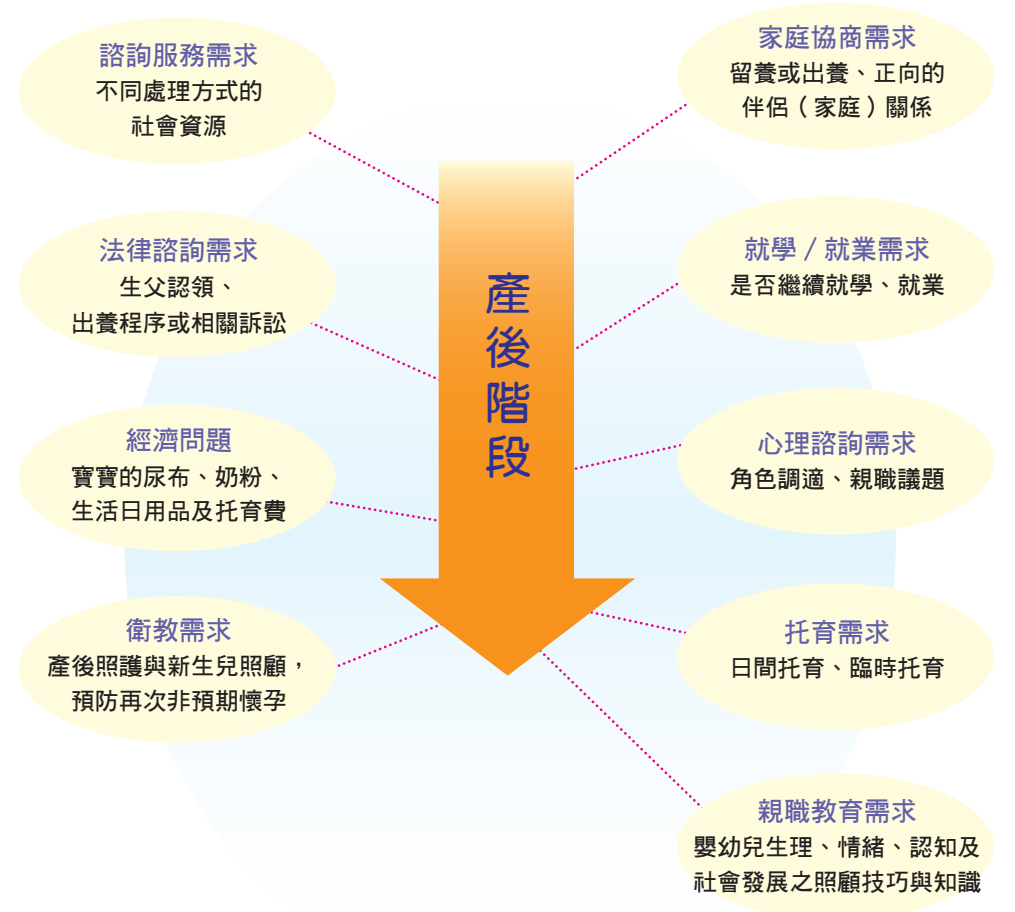 諮詢服務需求
不同處理方式的
社會資源
家庭協商需求
留養或出養、正向的
伴侶（家庭）關係
法律諮詢需求
生父認領、
出養程序或相關訴訟
產後階段
就學／就業需求
是否繼續就學、就業
經濟問題
寶寶的尿布、奶粉、
生活日用品及托育費
心理諮詢需求
角色調適、親職議題
衛教需求
產後照護與新生兒照顧，
預防再次非預期懷孕
托育需求
日間托育、臨時托育
親職教育需求
嬰幼兒生理、情緒、認知及
社會發展之照顧技巧與知識